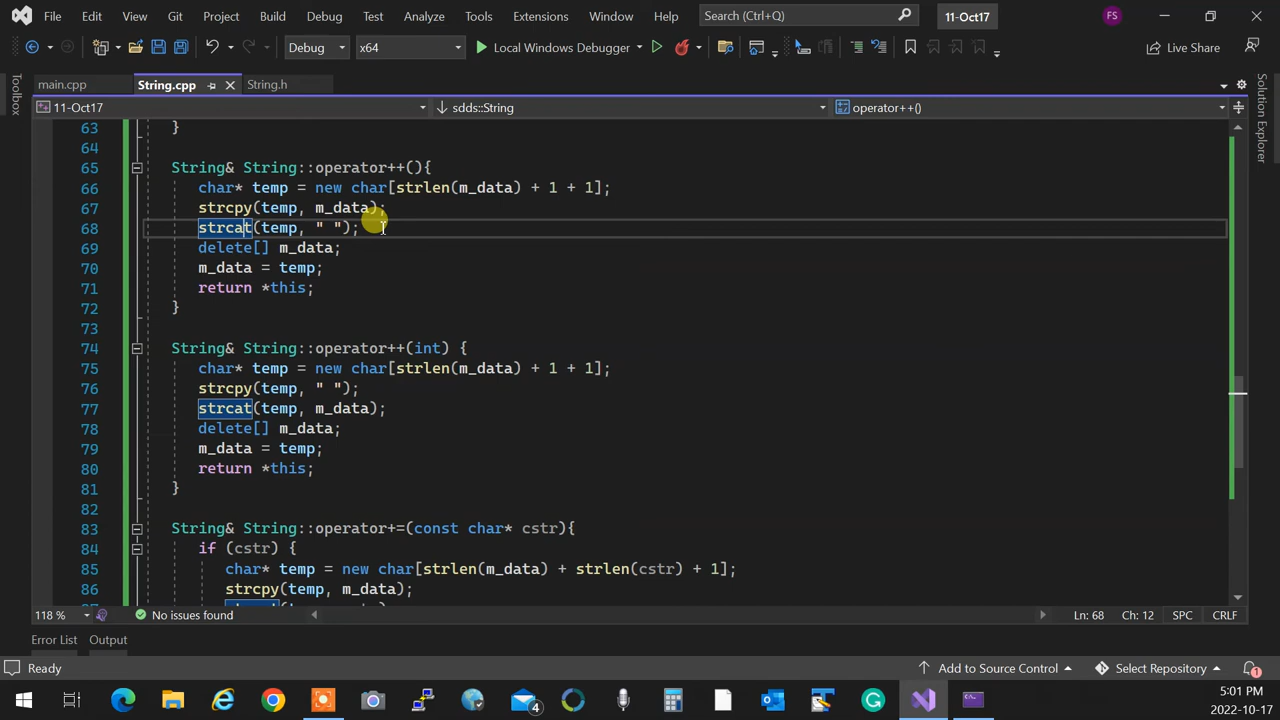 File Edit View Git Project Build Debug Test Analyze Tools Extensions Window Help Search (Ctrl+Q) 11-Oct17 FS
Debug x64 Local Windows Debugger Live Share
main.cpp String.cpp String.h
11-Oct17 sdds::String operator++()
Toolbox
Solution Explorer
63 }
64
65 String& String::operator++(){
66 char* temp = new char[strlen(m_data) + 1 + 1];
67 strcpy(temp, m_data);
68 strcat(temp, " ");
69 delete[] m_data;
70 m_data = temp;
71 return *this;
72 }
73
74 String& String::operator++(int) {
75 char* temp = new char[strlen(m_data) + 1 + 1];
76 strcpy(temp, " ");
77 strcat(temp, m_data);
78 delete[] m_data;
79 m_data = temp;
80 return *this;
81 }
82
83 String& String::operator+=(const char* cstr){
84 if (cstr) {
85 char* temp = new char[strlen(m_data) + strlen(cstr) + 1];
86 strcpy(temp, m_data);
118 % No issues found Ln: 68 Ch: 12 SPC CRLF
Error List Output
Ready Add to Source Control Select Repository 1
4
5:01 PM
2022-10-17